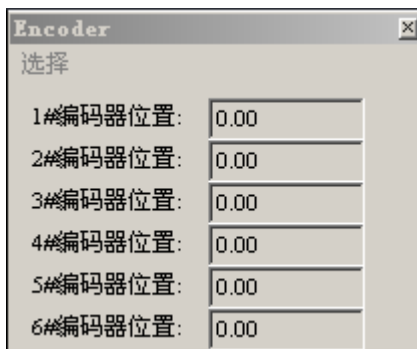 Encoder
选择
1#编码器位置: 0.00
2#编码器位置: 0.00
3#编码器位置: 0.00
4#编码器位置: 0.00
5#编码器位置: 0.00
6#编码器位置: 0.00